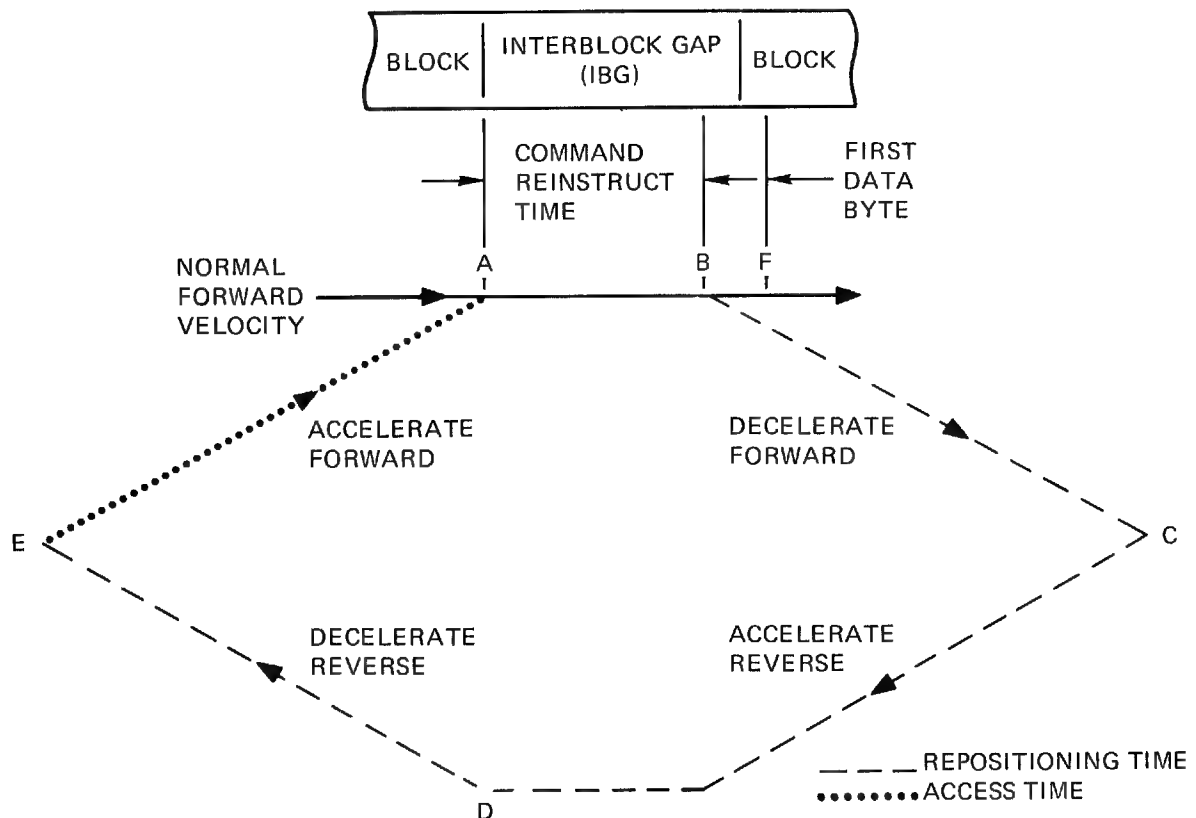 BLOCK
INTERBLOCK GAP
(IBG)
BLOCK
COMMAND
REINSTRUCT
TIME
FIRST
DATA
BYTE
NORMAL
FORWARD
VELOCITY
A
B
F
ACCELERATE
FORWARD
DECELERATE
FORWARD
E
C
DECELERATE
REVERSE
ACCELERATE
REVERSE
D
REPOSITIONING TIME
ACCESS TIME